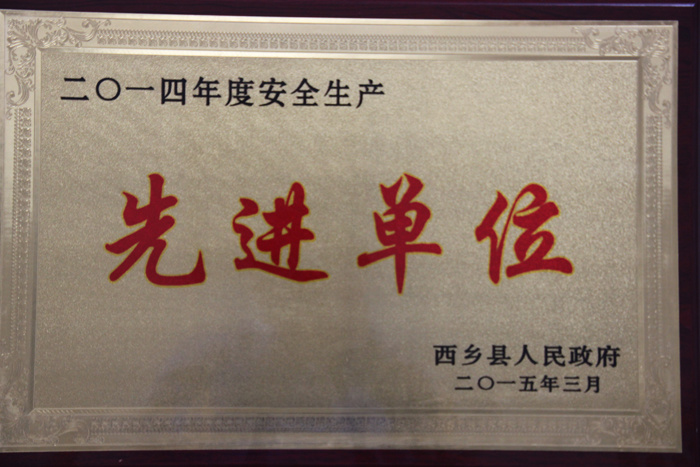 二〇一四年度安全生产
先进单位
西乡县人民政府
二〇一五年三月